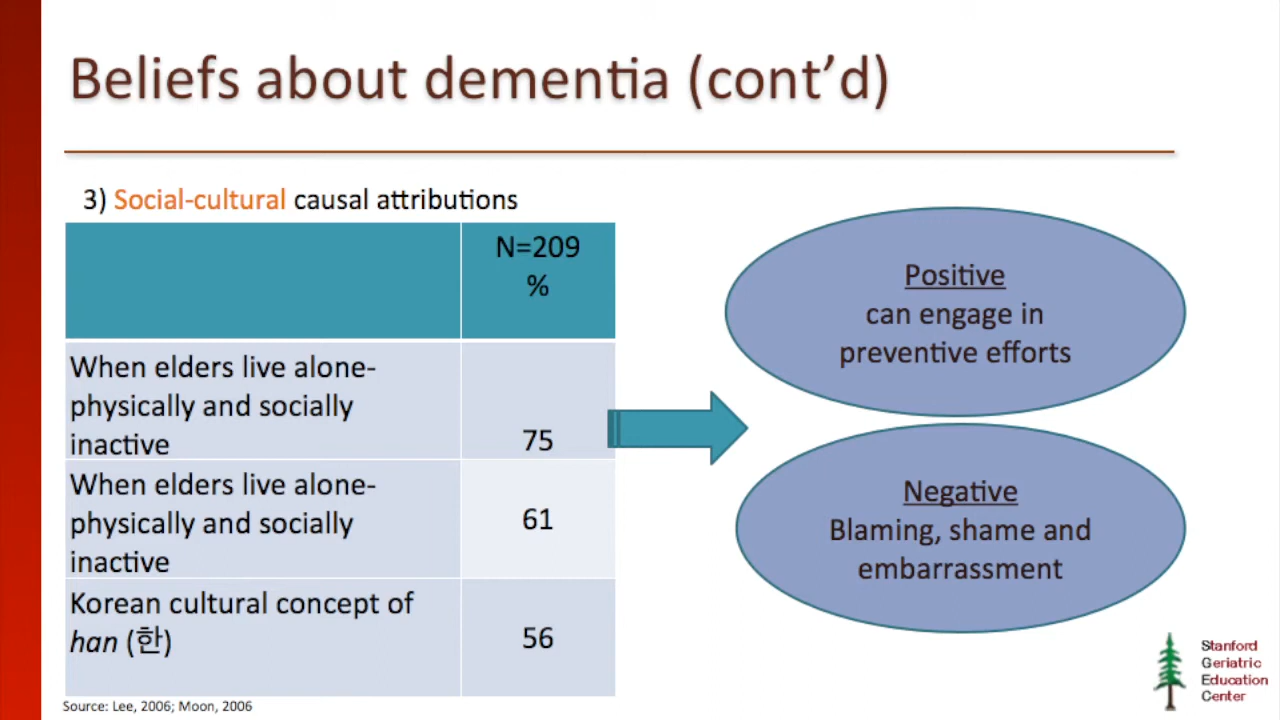 Beliefs about dementia (cont’d)
3) Social-cultural causal attributions
N=209
%
When elders live alone-
physically and socially
inactive
75
When elders live alone-
physically and socially
inactive
61
Korean cultural concept of
han (한)
56
Source: Lee, 2006; Moon, 2006
Positive
can engage in
preventive efforts
Negative
Blaming, shame and
embarrassment
Stanford
Geriatric
Education
Center